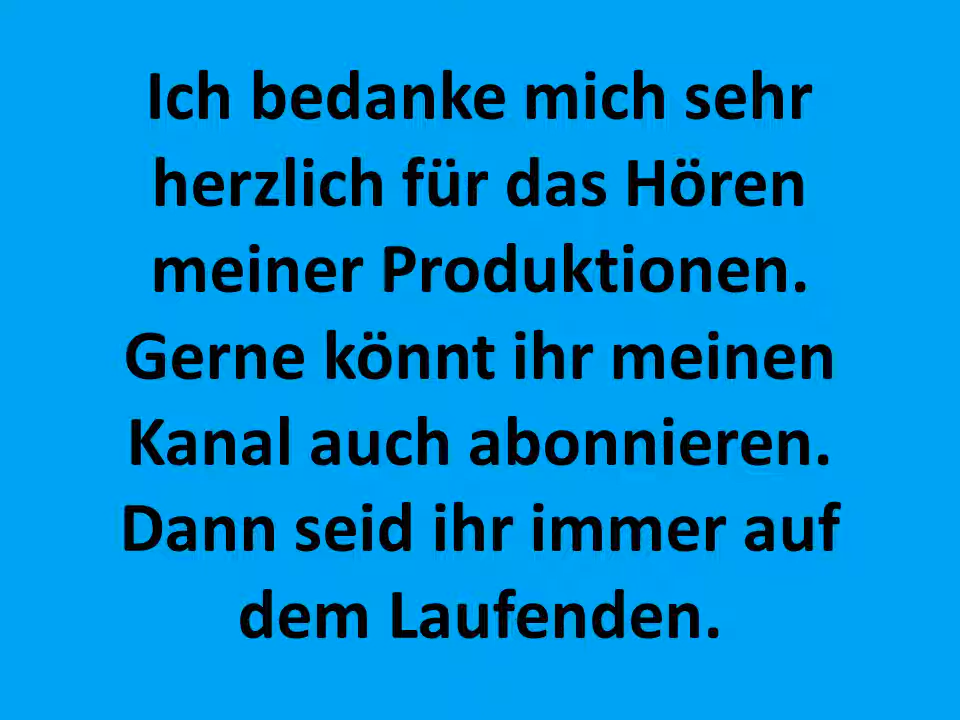 Ich bedanke mich sehr
herzlich für das Hören
meiner Produktionen.
Gerne könnt ihr meinen
Kanal auch abonnieren.
Dann seid ihr immer auf
dem Laufenden.